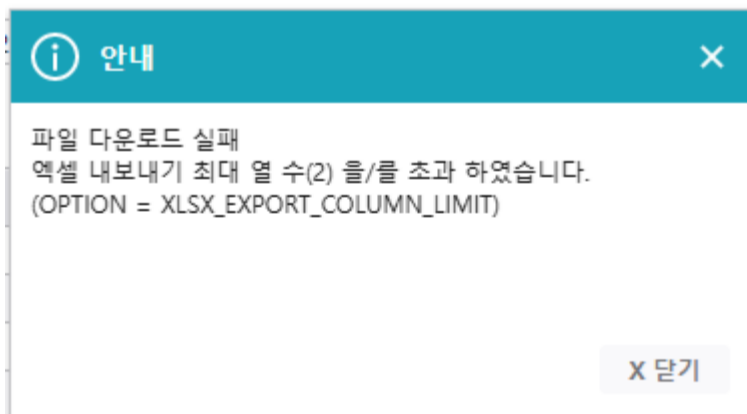 안내
파일 다운로드 실패
엑셀 내보내기 최대 열 수(2) 을/를 초과 하였습니다.
(OPTION = XLSX_EXPORT_COLUMN_LIMIT)
X 닫기